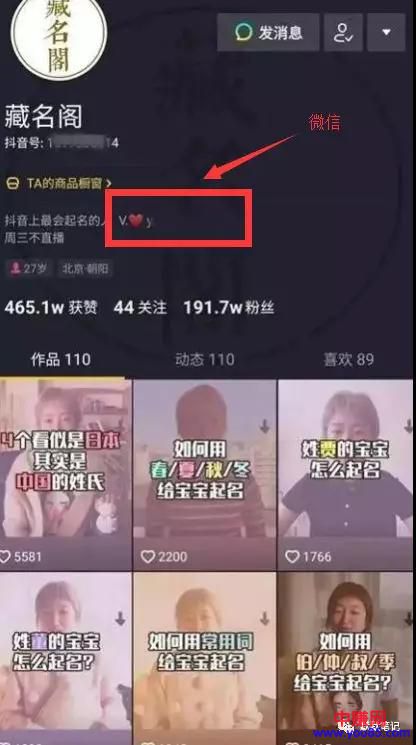 藏名閣
发消息
藏名阁
抖音号:
14
微信
TA的商品橱窗 >
抖音上最会起名的 V.❤️ y
周三不直播
27岁 北京·朝阳
465.1w 获赞 44 关注 191.7w 粉丝
作品 110 动态 110 喜欢 89
4个看似是日本
其实是
中国的姓氏
5581
如何用
春/夏/秋/冬
给宝宝起名
2200
姓贾的宝宝
怎么起名
1766
姓董的宝宝
怎么起名?
如何用常用词
给宝宝起名
如何用
伯/仲/叔/季
给宝宝起名
www.you85.com